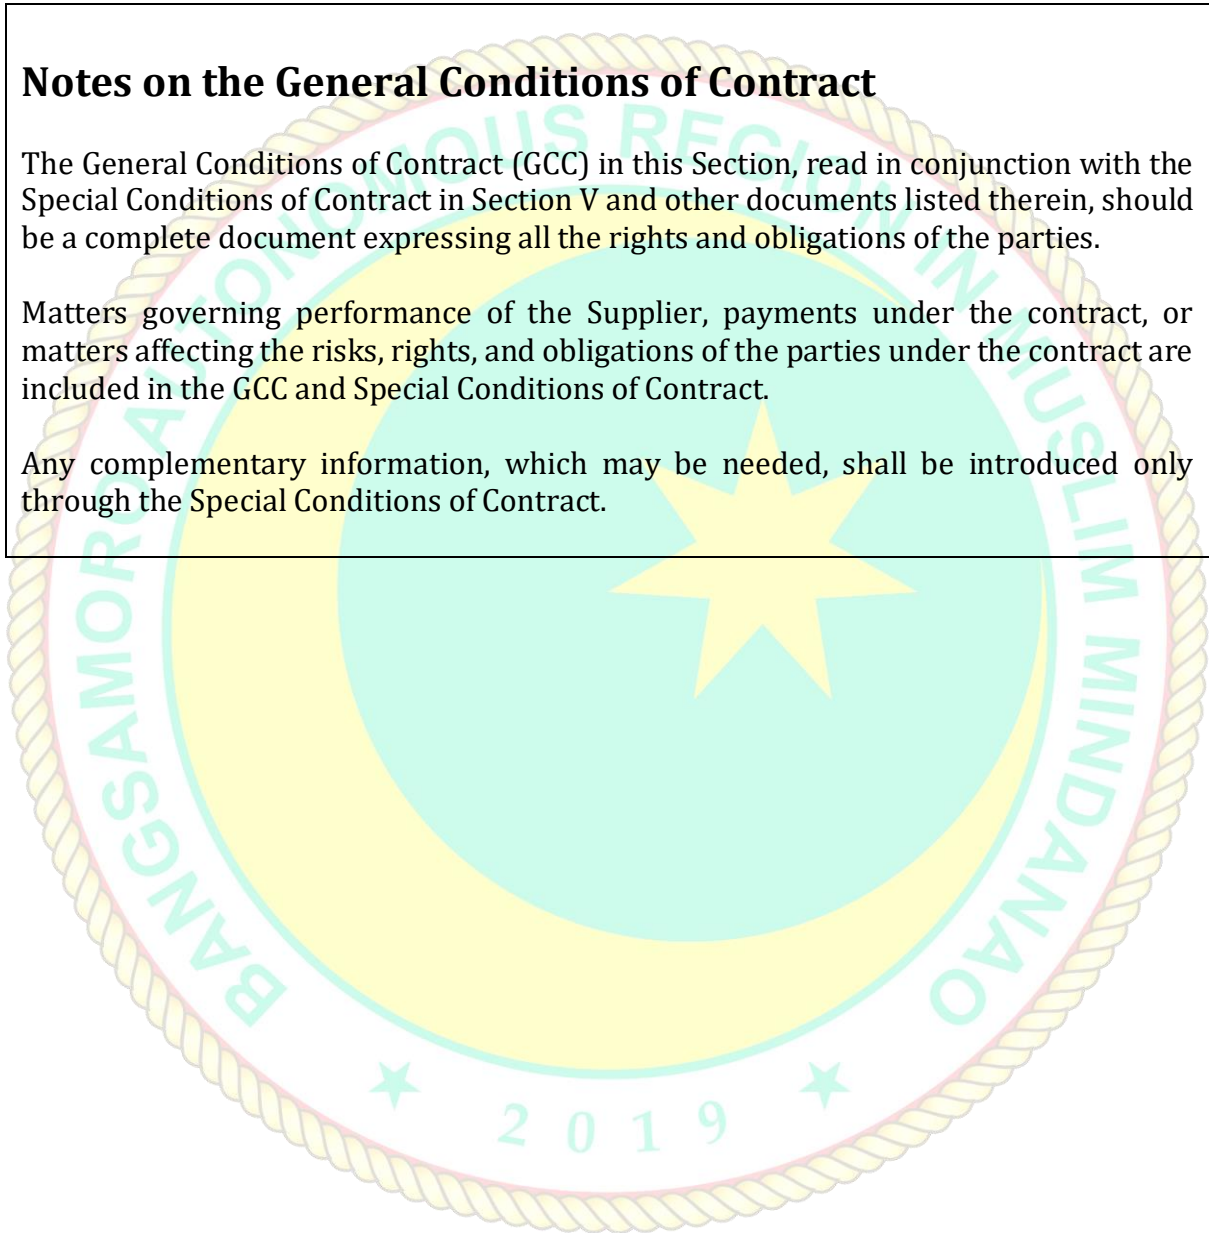 Notes on the General Conditions of Contract
The General Conditions of Contract (GCC) in this Section, read in conjunction with the
Special Conditions of Contract in Section V and other documents listed therein, should
be a complete document expressing all the rights and obligations of the parties.
Matters governing performance of the Supplier, payments under the contract, or
matters affecting the risks, rights, and obligations of the parties under the contract are
included in the GCC and Special Conditions of Contract.
Any complementary information, which may be needed, shall be introduced only
through the Special Conditions of Contract.
BANGSAMORO AUTONOMOUS REGION IN MUSLIM MINDANAO
2019